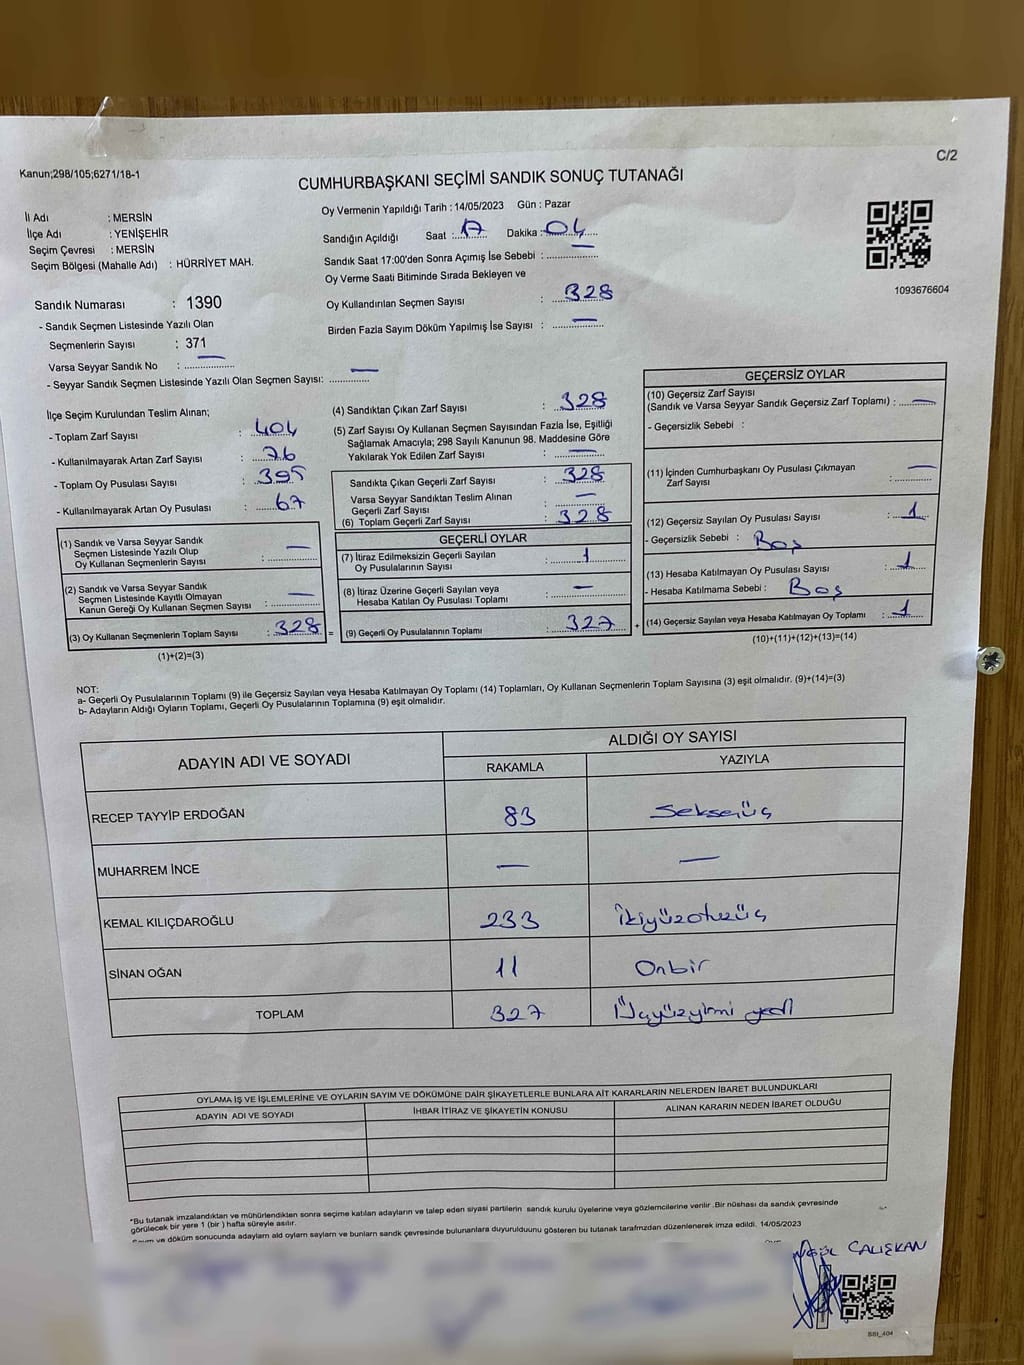 C/2
Kanun;298/105;6271/18-1
CUMHURBAŞKANI SEÇİMİ SANDIK SONUÇ TUTANAĞI
İl Adı : MERSİN
İlçe Adı : YENİŞEHİR
Seçim Çevresi : MERSİN
Seçim Bölgesi (Mahalle Adı) : HÜRRİYET MAH.
Oy Vermenin Yapıldığı Tarih : 14/05/2023 Gün : Pazar
Sandığın Açıldığı Saat : 17 Dakika : 04
Sandık Saat 17:00'den Sonra Açımış İse Sebebi : —
Oy Verme Saati Bitiminde Sırada Bekleyen ve
Oy Kullandırılan Seçmen Sayısı : 328
Birden Fazla Sayım Döküm Yapılmış İse Sayısı : —
1093676604
Sandık Numarası : 1390
- Sandık Seçmen Listesinde Yazılı Olan
Seçmenlerin Sayısı : 371
Varsa Seyyar Sandık No : —
- Seyyar Sandık Seçmen Listesinde Yazılı Olan Seçmen Sayısı: —
İlçe Seçim Kurulundan Teslim Alınan;
- Toplam Zarf Sayısı : 404
- Kullanılmayarak Artan Zarf Sayısı : 76
- Toplam Oy Pusulası Sayısı : 395
- Kullanılmayarak Artan Oy Pusulası : 67
(1) Sandık ve Varsa Seyyar Sandık
Seçmen Listesinde Yazılı Olup
Oy Kullanan Seçmenlerin Sayısı : —
(2) Sandık ve Varsa Seyyar Sandık
Seçmen Listesinde Kayıtlı Olmayan
Kanun Gereği Oy Kullanan Seçmen Sayısı : —
(3) Oy Kullanan Seçmenlerin Toplam Sayısı : 328 =
(1)+(2)=(3)
(4) Sandıktan Çıkan Zarf Sayısı : 328
(5) Zarf Sayısı Oy Kullanan Seçmen Sayısından Fazla İse, Eşitliği
Sağlamak Amacıyla; 298 Sayılı Kanunun 98. Maddesine Göre
Yakılarak Yok Edilen Zarf Sayısı : —
Sandıkta Çıkan Geçerli Zarf Sayısı : 328
Varsa Seyyar Sandıktan Teslim Alınan
Geçerli Zarf Sayısı : —
(6) Toplam Geçerli Zarf Sayısı : 328
GEÇERLİ OYLAR
(7) İtiraz Edilmeksizin Geçerli Sayılan
Oy Pusulalarının Sayısı : 1
(8) İtiraz Üzerine Geçerli Sayılan veya
Hesaba Katılan Oy Pusulası Toplamı : —
(9) Geçerli Oy Pusulalarının Toplamı : 327 +
GEÇERSİZ OYLAR
(10) Geçersiz Zarf Sayısı
(Sandık ve Varsa Seyyar Sandık Geçersiz Zarf Toplamı) : —
- Geçersizlik Sebebi :
(11) İçinden Cumhurbaşkanı Oy Pusulası Çıkmayan
Zarf Sayısı : —
(12) Geçersiz Sayılan Oy Pusulası Sayısı : 1
- Geçersizlik Sebebi : Boş
(13) Hesaba Katılmayan Oy Pusulası Sayısı : 1
- Hesaba Katılmama Sebebi : Boş
(14) Geçersiz Sayılan veya Hesaba Katılmayan Oy Toplamı : 1
(10)+(11)+(12)+(13)=(14)
NOT:
a- Geçerli Oy Pusulalarının Toplamı (9) ile Geçersiz Sayılan veya Hesaba Katılmayan Oy Toplamı (14) Toplamları, Oy Kullanan Seçmenlerin Toplam Sayısına (3) eşit olmalıdır. (9)+(14)=(3)
b- Adayların Aldığı Oyların Toplamı, Geçerli Oy Pusulalarının Toplamına (9) eşit olmalıdır.
ADAYIN ADI VE SOYADI ALDIĞI OY SAYISI
RAKAMLA YAZIYLA
RECEP TAYYİP ERDOĞAN 83 Seksenüç
MUHARREM İNCE — —
KEMAL KILIÇDAROĞLU 233 İkiyüzotuzüç
SİNAN OĞAN 11 Onbir
TOPLAM 327 Üçyüzyirmi yedi
OYLAMA İŞ VE İŞLEMLERİNE VE OYLARIN SAYIM VE DÖKÜMÜNE DAİR ŞİKAYETLERLE BUNLARA AİT KARARLARIN NELERDEN İBARET BULUNDUKLARI
ADAYIN ADI VE SOYADI İHBAR İTİRAZ VE ŞİKAYETİN KONUSU ALINAN KARARIN NEDEN İBARET OLDUĞU
*Bu tutanak imzalandıktan ve mühürlendikten sonra seçime katılan adayların ve talep eden siyasi partilerin sandık kurulu üyelerine veya gözlemcilerine verilir .Bir nüshası da sandık çevresinde
görülecek bir yere 1 (bir ) hafta süreyle asılır.
ve döküm sonucunda adayların aldı oyların sayların ve bunların sandk çevresinde bulunanlara duyurulduunu gösteren bu tutanak tarafmzdan düzenlenerek imza edildi. 14/05/2023
ÇALIŞKAN
SSt_404